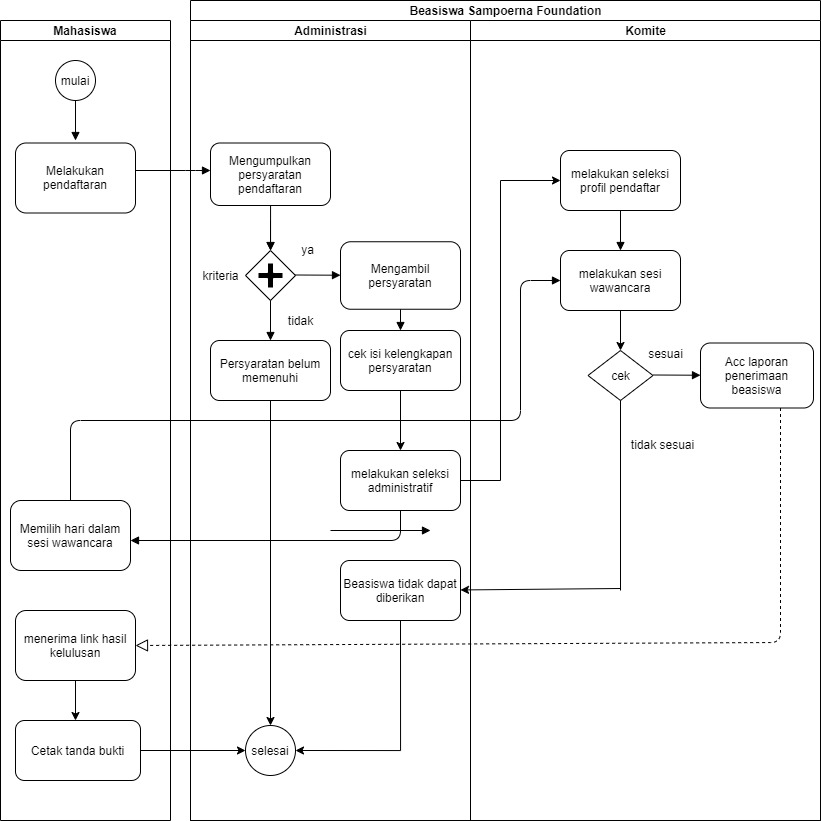 Beasiswa Sampoerna Foundation
Mahasiswa
Administrasi
Komite
mulai
Melakukan
pendaftaran
Mengumpulkan
persyaratan
pendaftaran
melakukan seleksi
profil pendaftar
ya
kriteria
Mengambil
persyaratan
melakukan sesi
wawancara
tidak
Persyaratan belum
memenuhi
cek isi kelengkapan
persyaratan
cek
sesuai
Acc laporan
penerimaan
beasiswa
tidak sesuai
melakukan seleksi
administratif
Memilih hari dalam
sesi wawancara
Beasiswa tidak dapat
diberikan
menerima link hasil
kelulusan
Cetak tanda bukti
selesai